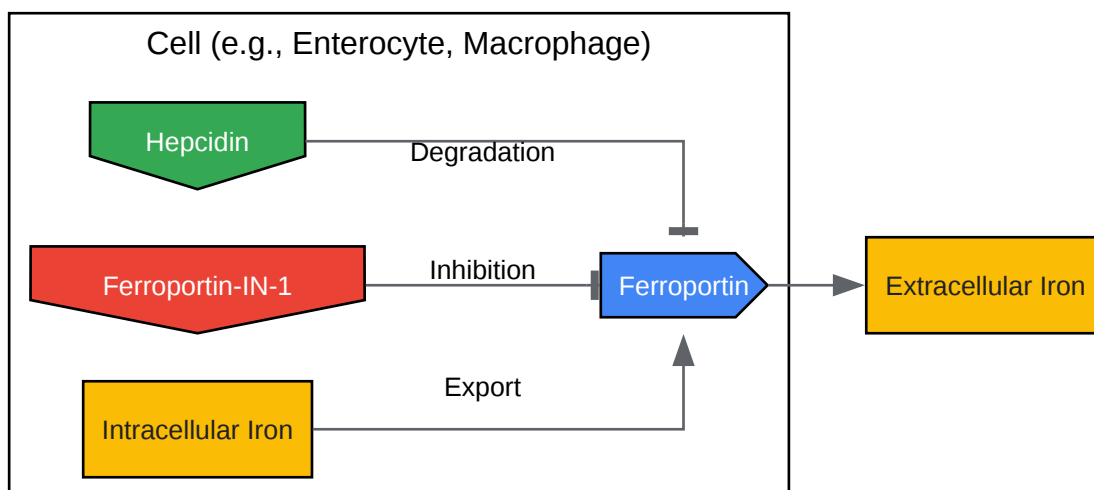 Cell (e.g., Enterocyte, Macrophage)
Hepcidin
Degradation
Ferroportin-IN-1
Inhibition
Ferroportin
Extracellular Iron
Intracellular Iron
Export